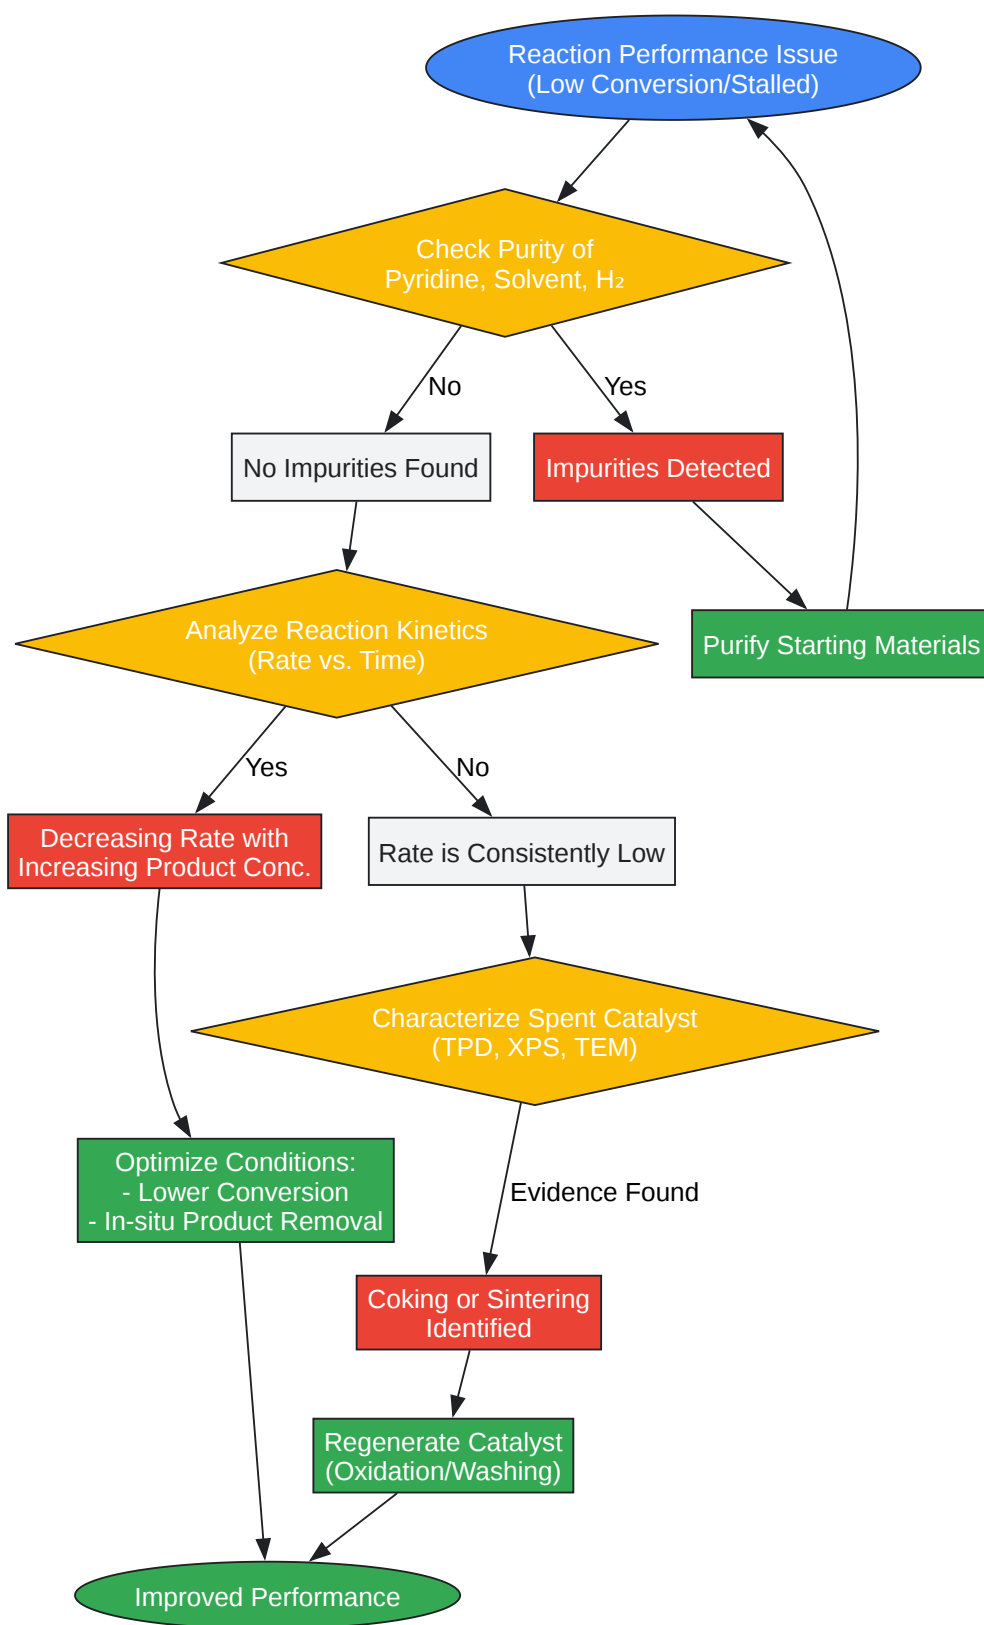 Reaction Performance Issue
(Low Conversion/Stalled)
Check Purity of
Pyridine, Solvent, H₂
No
Yes
No Impurities Found
Impurities Detected
Analyze Reaction Kinetics
(Rate vs. Time)
Purify Starting Materials
Yes
No
Decreasing Rate with
Increasing Product Conc.
Rate is Consistently Low
Characterize Spent Catalyst
(TPD, XPS, TEM)
Optimize Conditions:
- Lower Conversion
- In-situ Product Removal
Evidence Found
Coking or Sintering
Identified
Regenerate Catalyst
(Oxidation/Washing)
Improved Performance